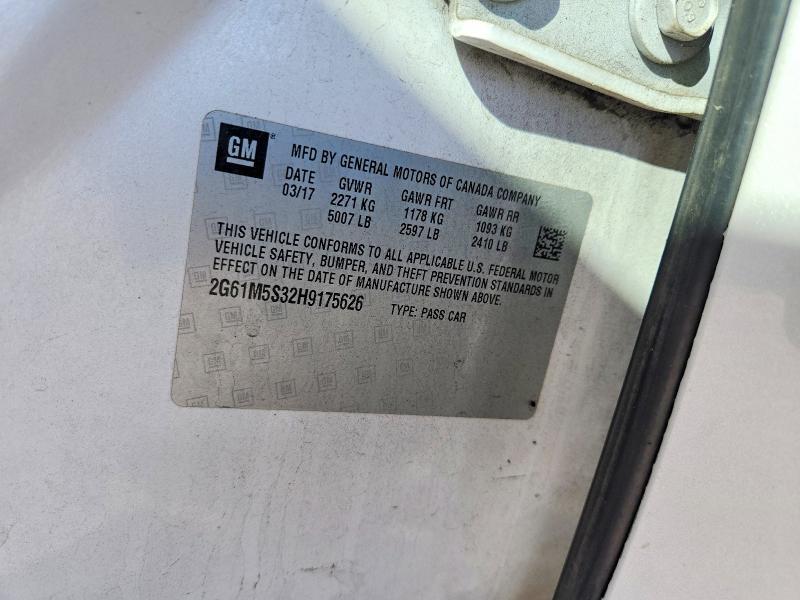 GM®
MFD BY GENERAL MOTORS OF CANADA COMPANY
DATE GVWR GAWR FRT GAWR RR
03/17 2271 KG 1178 KG 1093 KG
5007 LB 2597 LB 2410 LB
THIS VEHICLE CONFORMS TO ALL APPLICABLE U.S. FEDERAL MOTOR
VEHICLE SAFETY, BUMPER, AND THEFT PREVENTION STANDARDS IN
EFFECT ON THE DATE OF MANUFACTURE SHOWN ABOVE.
2G61M5S32H9175626 TYPE: PASS CAR